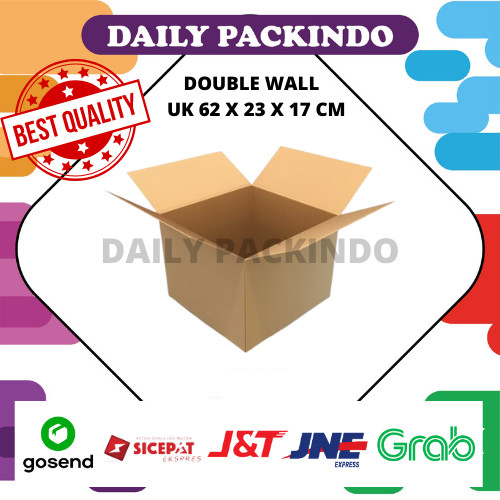 DAILY PACKINDO
DOUBLE WALL
UK 62 X 23 X 17 CM
BEST QUALITY
DAILY PACKINDO
gosend
SICEPAT
EKSPRES
J&T
JNE
EXPRESS
Grab